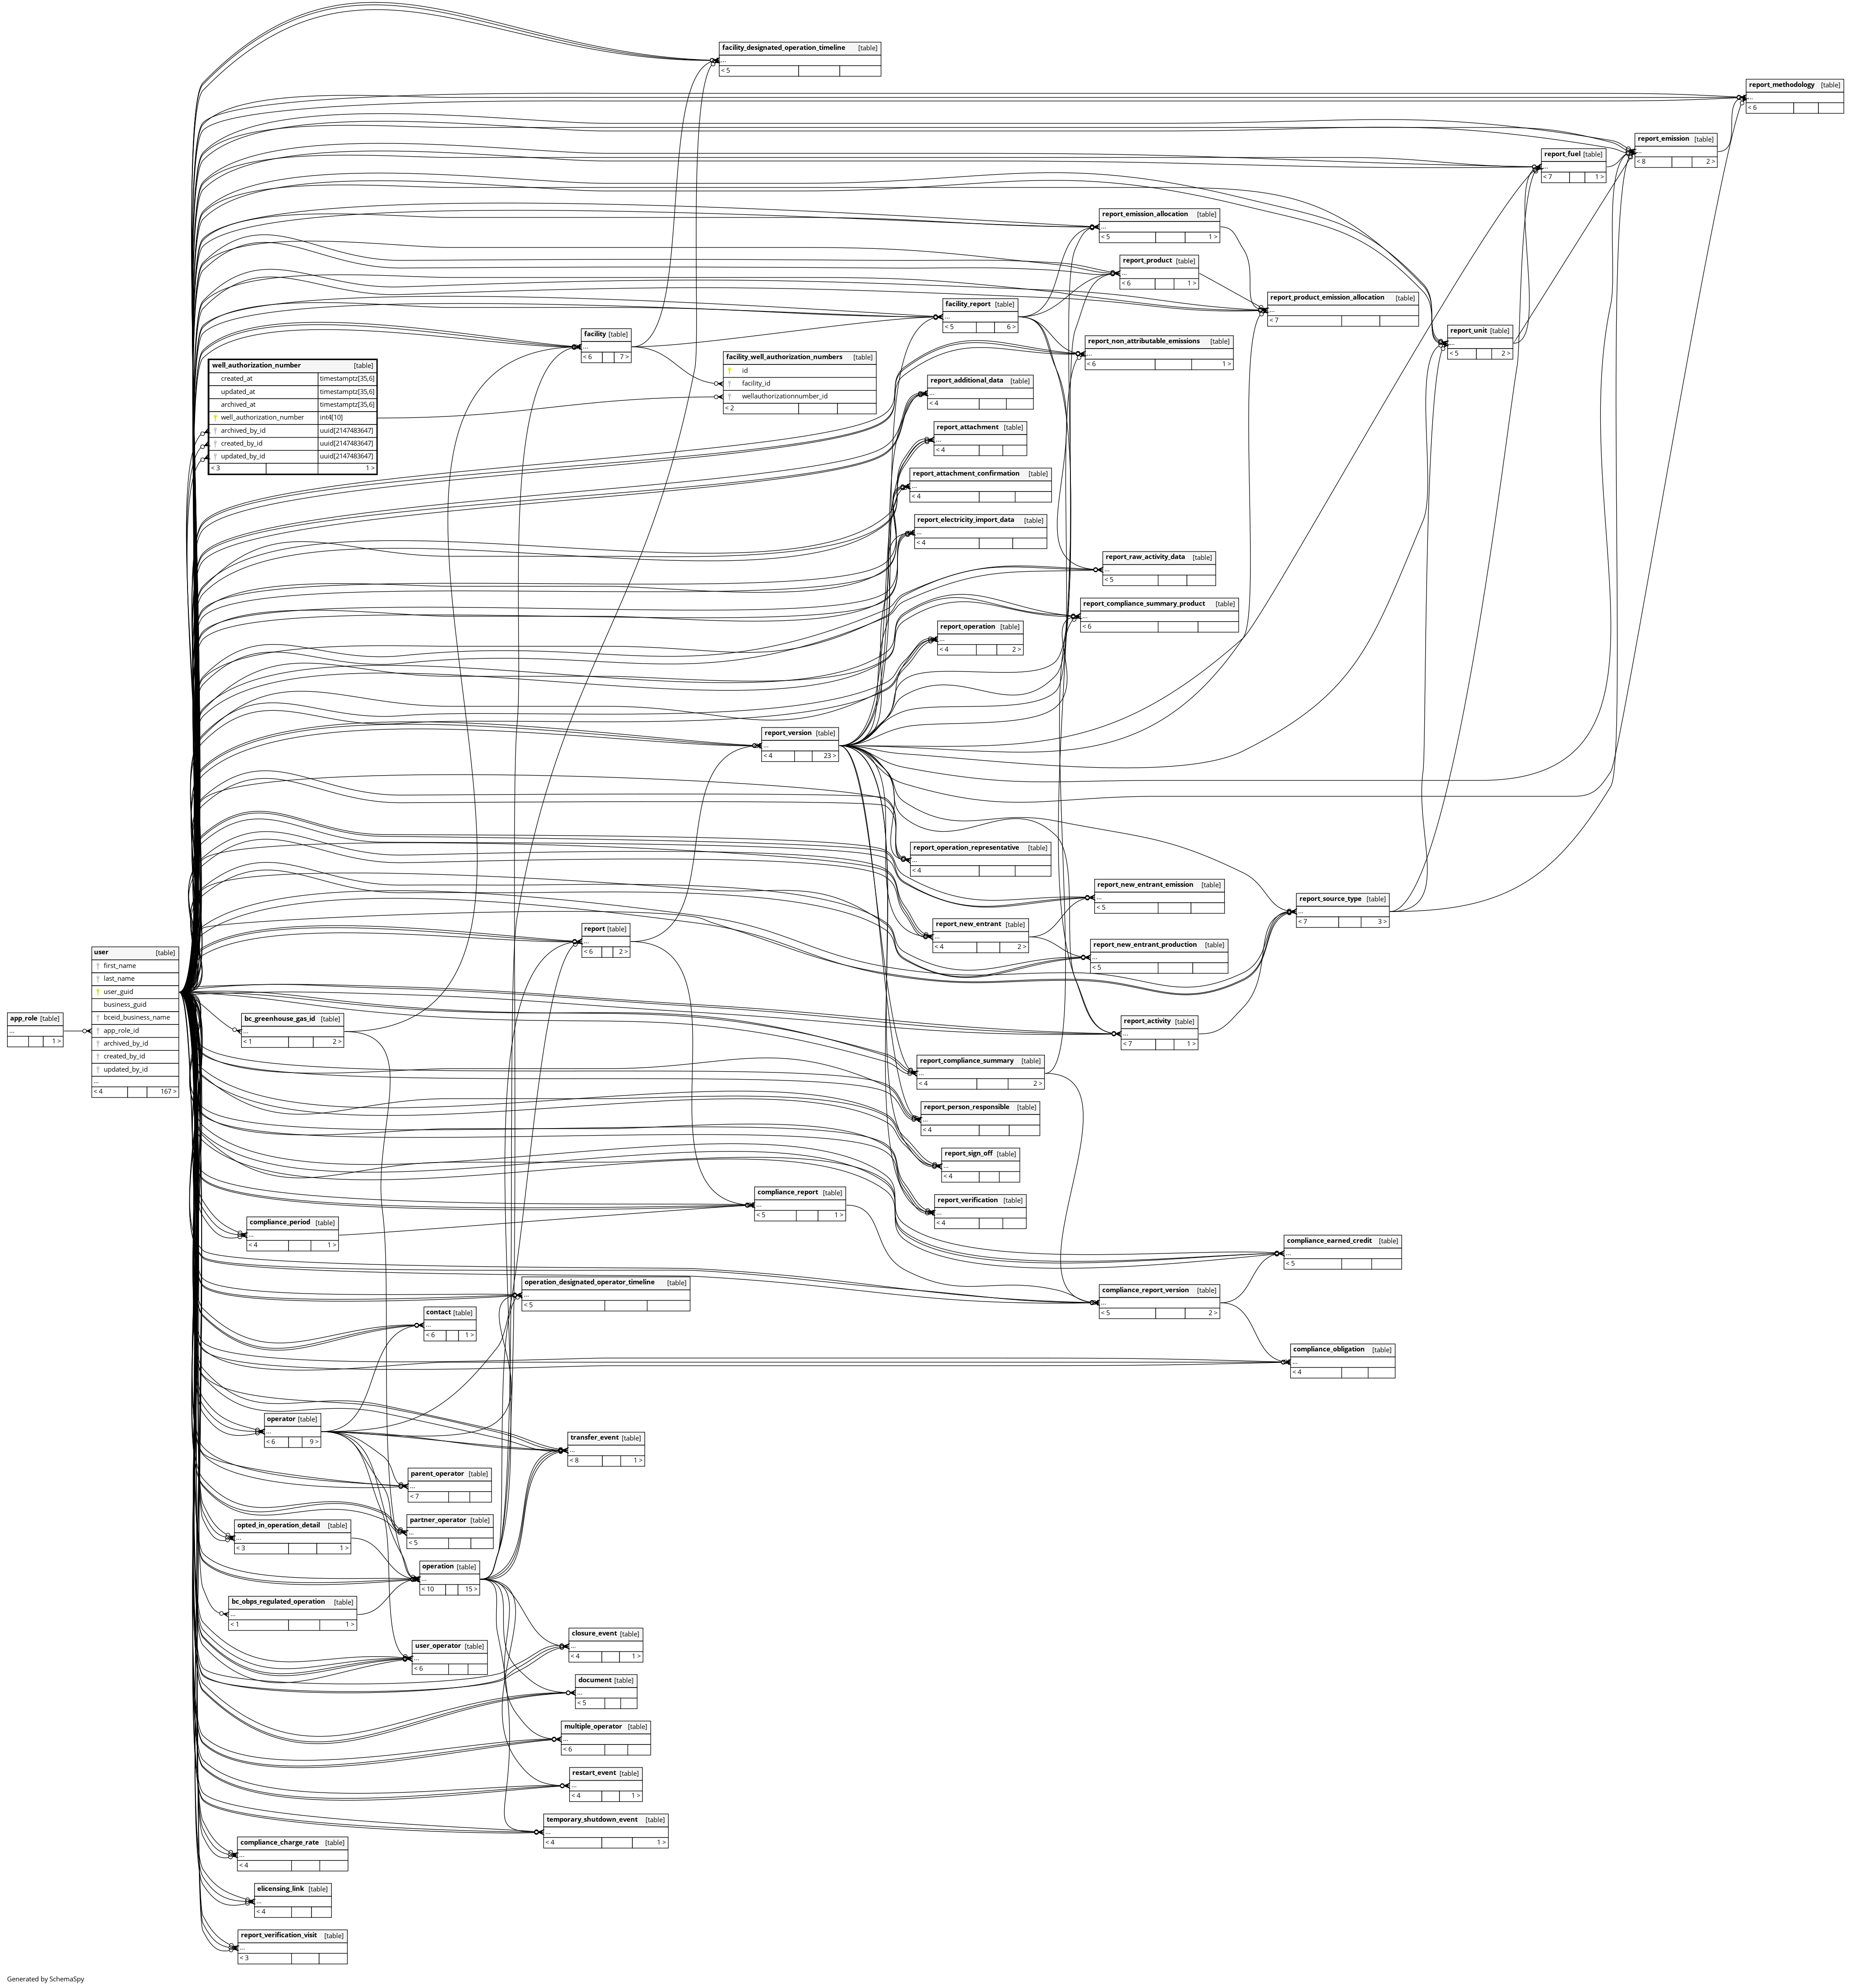 facility_designated_operation_timeline [table]
...
< 5
report_methodology [table]
...
< 6
report_emission [table]
...
< 8 2 >
report_fuel [table]
...
< 7 1 >
report_emission_allocation [table]
...
< 5 1 >
report_product [table]
...
< 6 1 >
report_product_emission_allocation [table]
...
< 7
facility_report [table]
...
< 5 6 >
report_unit [table]
...
< 5 2 >
facility [table]
...
< 6 7 >
report_non_attributable_emissions [table]
...
< 6 1 >
facility_well_authorization_numbers [table]
id
facility_id
wellauthorizationnumber_id
< 2
well_authorization_number [table]
created_at timestamptz[35,6]
updated_at timestamptz[35,6]
archived_at timestamptz[35,6]
well_authorization_number int4[10]
archived_by_id uuid[2147483647]
created_by_id uuid[2147483647]
updated_by_id uuid[2147483647]
< 3 1 >
report_additional_data [table]
...
< 4
report_attachment [table]
...
< 4
report_attachment_confirmation [table]
...
< 4
report_electricity_import_data [table]
...
< 4
report_raw_activity_data [table]
...
< 5
report_compliance_summary_product [table]
...
< 6
report_operation [table]
...
< 4 2 >
report_version [table]
...
< 4 23 >
report_operation_representative [table]
...
< 4
report_new_entrant_emission [table]
...
< 5
report_source_type [table]
...
< 7 3 >
report_new_entrant [table]
...
< 4 2 >
report [table]
...
< 6 2 >
report_new_entrant_production [table]
...
< 5
user [table]
first_name
last_name
user_guid
business_guid
bceid_business_name
app_role_id
archived_by_id
created_by_id
updated_by_id
...
< 4 167 >
app_role [table]
...
1 >
bc_greenhouse_gas_id [table]
...
< 1 2 >
report_activity [table]
...
< 7 1 >
report_compliance_summary [table]
...
< 4 2 >
report_person_responsible [table]
...
< 4
report_sign_off [table]
...
< 4
compliance_report [table]
...
< 5 1 >
report_verification [table]
...
< 4
compliance_period [table]
...
< 4 1 >
compliance_earned_credit [table]
...
< 5
operation_designated_operator_timeline [table]
...
< 5
compliance_report_version [table]
...
< 5 2 >
contact [table]
...
< 6 1 >
compliance_obligation [table]
...
< 4
operator [table]
...
< 6 9 >
transfer_event [table]
...
< 8 1 >
parent_operator [table]
...
< 7
partner_operator [table]
...
< 5
opted_in_operation_detail [table]
...
< 3 1 >
operation [table]
...
< 10 15 >
bc_obps_regulated_operation [table]
...
< 1 1 >
closure_event [table]
...
< 4 1 >
user_operator [table]
...
< 6
document [table]
...
< 5
multiple_operator [table]
...
< 6
restart_event [table]
...
< 4 1 >
temporary_shutdown_event [table]
...
< 4 1 >
compliance_charge_rate [table]
...
< 4
elicensing_link [table]
...
< 4
report_verification_visit [table]
...
< 3
Generated by SchemaSpy